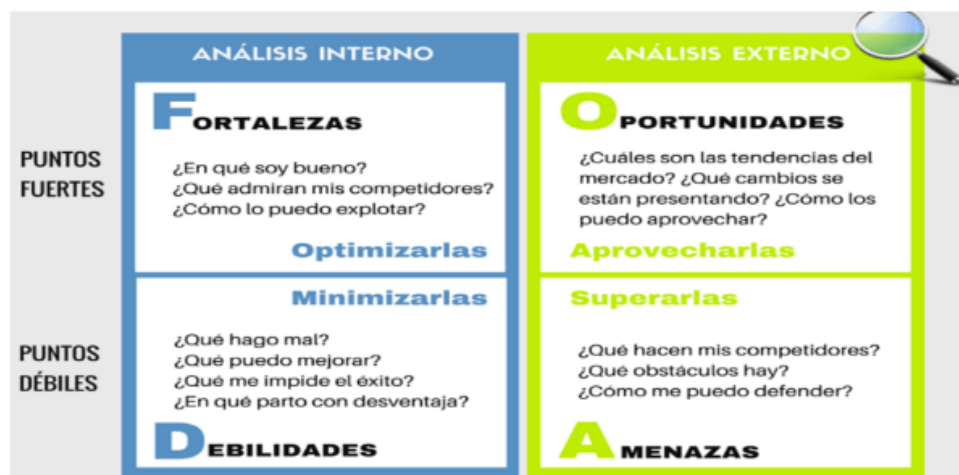 ANÁLISIS INTERNO
ANÁLISIS EXTERNO
PUNTOS
FUERTES
FORTALEZAS
¿En qué soy bueno?
¿Qué admiran mis competidores?
¿Cómo lo puedo explotar?
Optimizarlas
OPORTUNIDADES
¿Cuáles son las tendencias del
mercado? ¿Qué cambios se
están presentando? ¿Cómo los
puedo aprovechar?
Aprovecharlas
PUNTOS
DÉBILES
Minimizarlas
¿Qué hago mal?
¿Qué puedo mejorar?
¿Qué me impide el éxito?
¿En qué parto con desventaja?
DEBILIDADES
Superarlas
¿Qué hacen mis competidores?
¿Qué obstáculos hay?
¿Cómo me puedo defender?
AMENAZAS